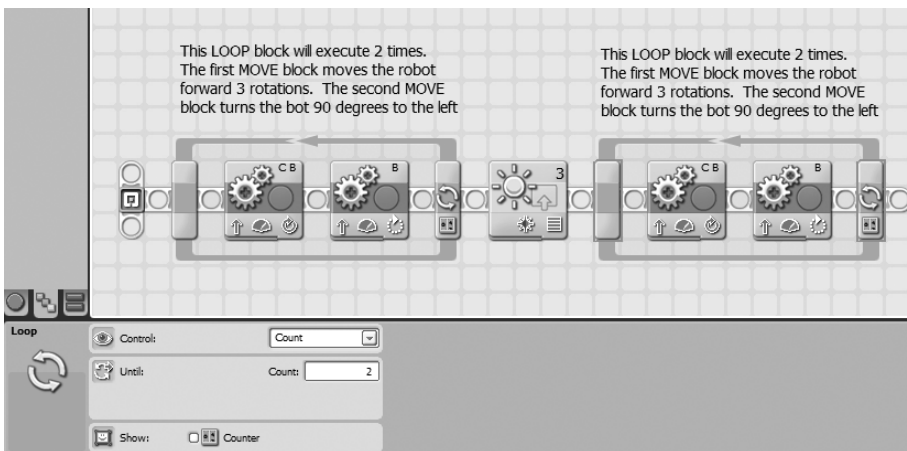 This LOOP block will execute 2 times.
The first MOVE block moves the robot
forward 3 rotations. The second MOVE
block turns the bot 90 degrees to the left
This LOOP block will execute 2 times.
The first MOVE block moves the robot
forward 3 rotations. The second MOVE
block turns the bot 90 degrees to the left
C B
B
3
C B
B
Loop
Control:
Count
Until:
Count:
2
Show:
Counter